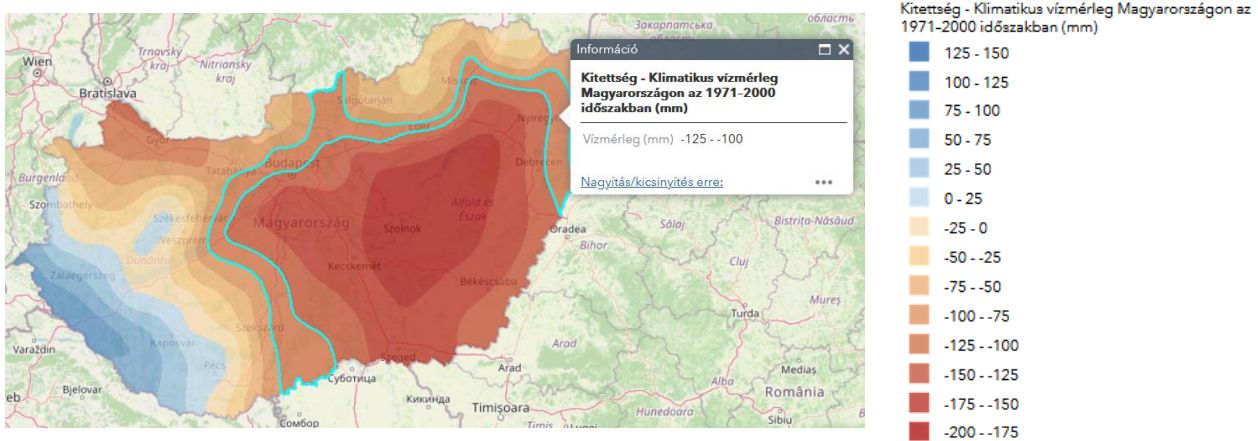 Kitettség - Klimatikus vízmérleg Magyarországon az
1971-2000 időszakban (mm)
125 - 150
100 - 125
75 - 100
50 - 75
25 - 50
0 - 25
-25 - 0
-50 - -25
-75 - -50
-100 - -75
-125 - -100
-150 - -125
-175 - -150
-200 - -175
Információ
Kitettség - Klimatikus vízmérleg
Magyarországon az 1971-2000
időszakban (mm)
Vízmérleg (mm) -125 - -100
Nagyítás/kicsinyítés erre:
область
Закарпатська
Trnavský
kraj
Nitriansky
kraj
Wien
Bratislava
Salgótarján
Eger
Győr
Budapest
Tatabánya
Debrecen
Burgenland
Szombathely
Székesfehérvár
Veszprém
Magyarország
Alföld és
Észak
Szolnok
Oradea
Bihor
Sălaj
Bistrița-Năsăud
Dunántúl
Zalaegerszeg
Kecskemét
Békéscsaba
Cluj
Mureș
Turda
Kaposvár
Szekszárd
Pécs
Szeged
Varaždin
Суботица
Arad
Arad
Alba
Mediaș
România
Bjelovar
Кикинда
Timișoara
Hunedoara
Sibiu
Сомбор